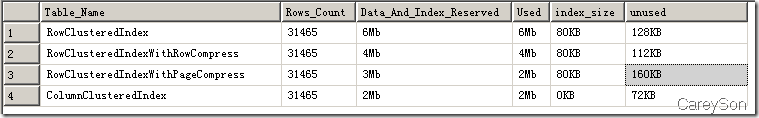 Table_Name Rows_Count Data_And_Index_Reserved Used index_size unused
1 RowClusteredIndex 31465 6Mb 6Mb 80KB 128KB
2 RowClusteredIndexWithRowCompress 31465 4Mb 4Mb 80KB 112KB
3 RowClusteredIndexWithPageCompress 31465 3Mb 2Mb 80KB 160KB
4 ColumnClusteredIndex 31465 2Mb 2Mb 0KB 72KB
CareySon